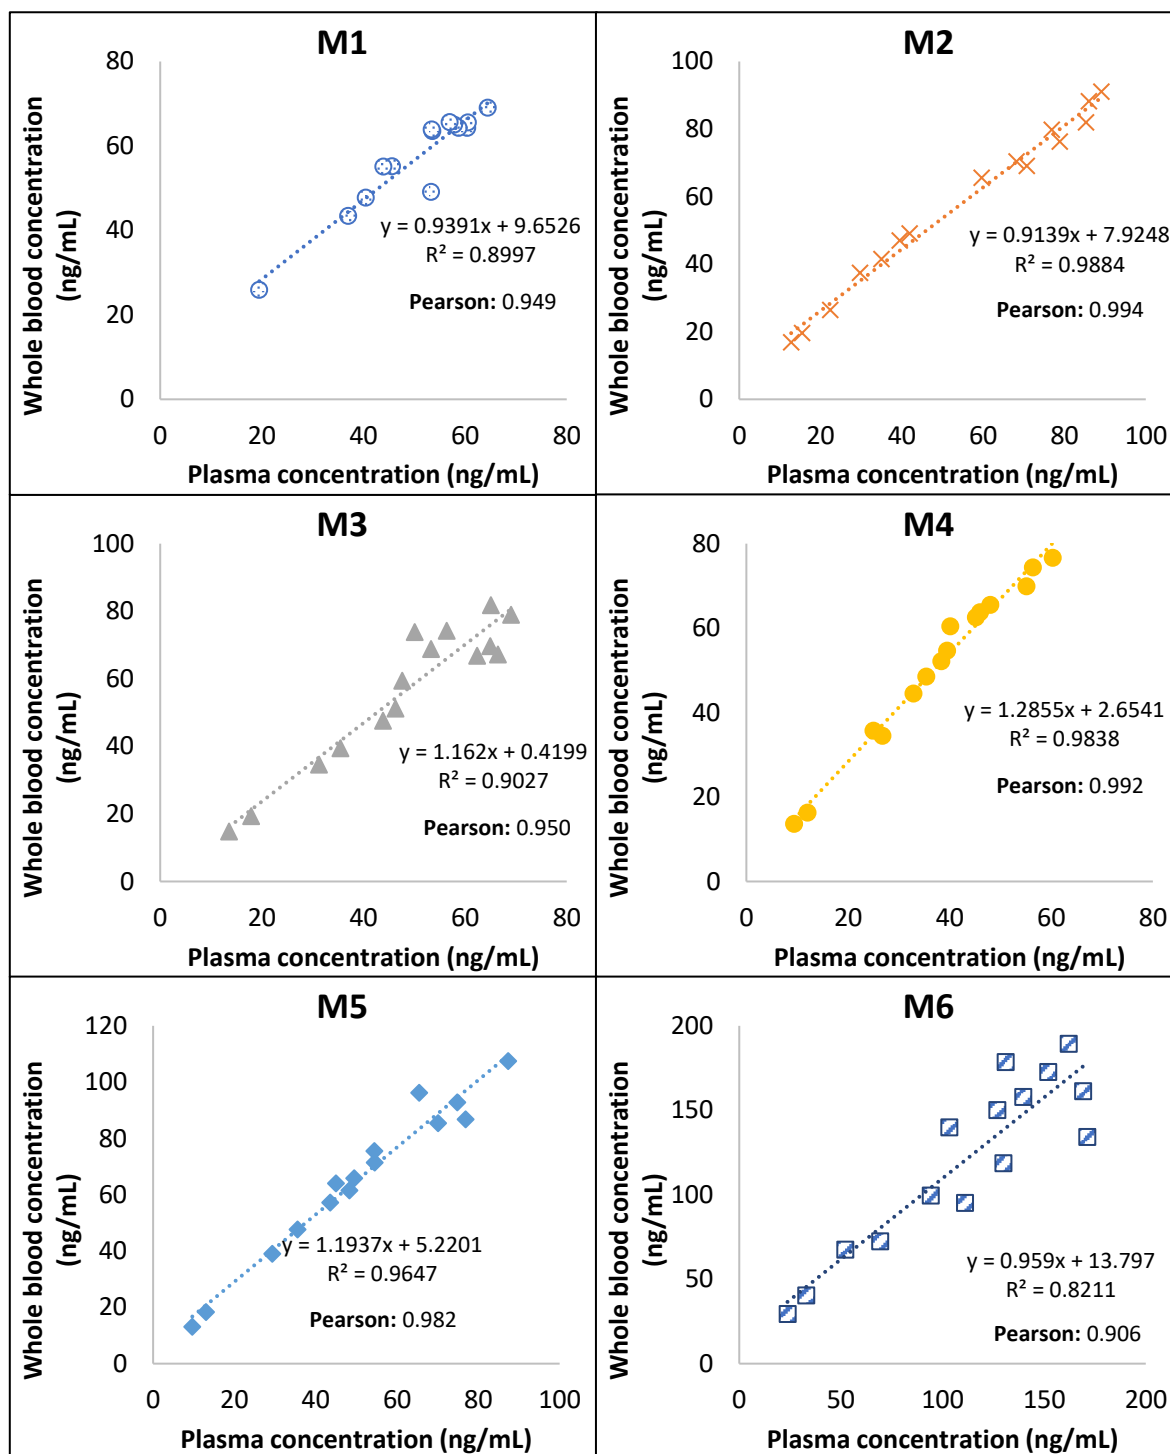 M1
Whole blood concentration
(ng/mL)
80
60
40
20
0
y = 0.9391x + 9.6526
R² = 0.8997
Pearson: 0.949
0 20 40 60 80
Plasma concentration (ng/mL)
M2
Whole blood concentration
(ng/mL)
100
80
60
40
20
0
y = 0.9139x + 7.9248
R² = 0.9884
Pearson: 0.994
0 20 40 60 80 100
Plasma concentration (ng/mL)
M3
Whole blood concentration
(ng/mL)
100
80
60
40
20
0
y = 1.162x + 0.4199
R² = 0.9027
Pearson: 0.950
0 20 40 60 80
Plasma concentration (ng/mL)
M4
Whole blood concentration
(ng/mL)
80
60
40
20
0
y = 1.2855x + 2.6541
R² = 0.9838
Pearson: 0.992
0 20 40 60 80
Plasma concentration (ng/mL)
M5
Whole blood concentration
(ng/mL)
120
100
80
60
40
20
0
y = 1.1937x + 5.2201
R² = 0.9647
Pearson: 0.982
0 20 40 60 80 100
Plasma concentration (ng/mL)
M6
Whole blood concentration
(ng/mL)
200
150
100
50
0
y = 0.959x + 13.797
R² = 0.8211
Pearson: 0.906
0 50 100 150 200
Plasma concentration (ng/mL)